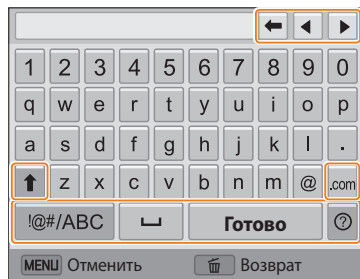 1 2 3 4 5 6 7 8 9 0
q w e r t y u i o p
a s d f g h j k l .
z x c v b n m @ .com
!@#/ABC Готово ?
MENU Отменить Возврат